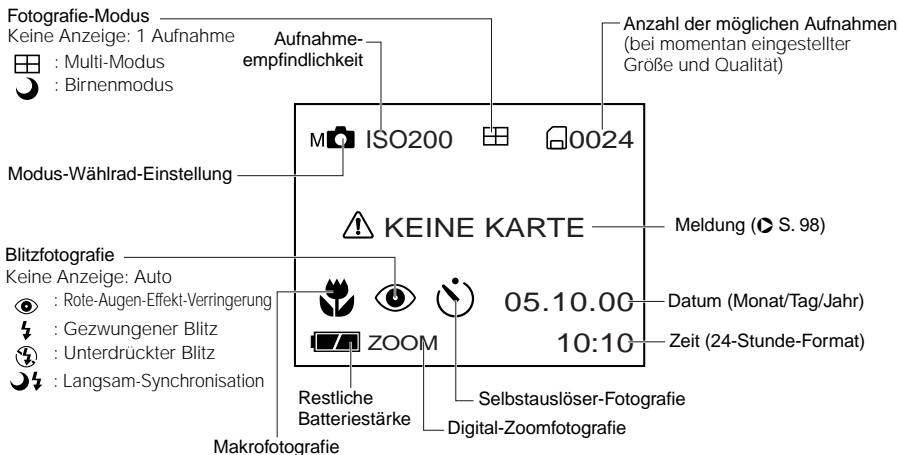 Fotografie-Modus
Keine Anzeige: 1 Aufnahme
: Multi-Modus
: Birnenmodus
Aufnahme-
empfindlichkeit
Anzahl der möglichen Aufnahmen
(bei momentan eingestellter
Größe und Qualität)
M ISO200 0024
Modus-Wählrad-Einstellung
KEINE KARTE
Meldung ( S. 98)
Blitzfotografie
Keine Anzeige: Auto
: Rote-Augen-Effekt-Verringerung
: Gezwungener Blitz
: Unterdrückter Blitz
: Langsam-Synchronisation
05.10.00
Datum (Monat/Tag/Jahr)
ZOOM 10:10
Zeit (24-Stunde-Format)
Restliche
Batteriestärke
Selbstauslöser-Fotografie
Digital-Zoomfotografie
Makrofotografie